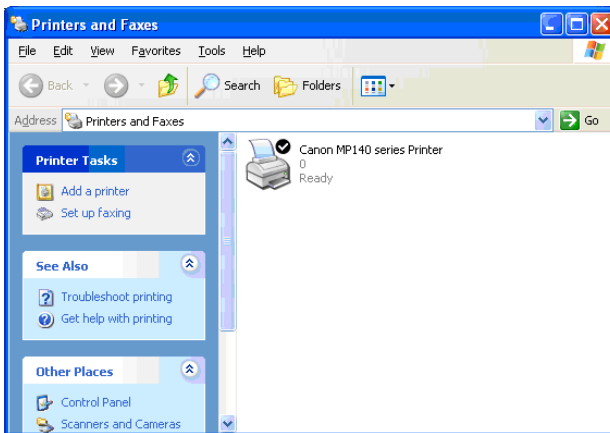 Printers and Faxes
File Edit View Favorites Tools Help
Back Search Folders
Address Printers and Faxes Go
Printer Tasks
Add a printer
Set up faxing
See Also
Troubleshoot printing
Get help with printing
Other Places
Control Panel
Scanners and Cameras
Canon MP140 series Printer
0
Ready